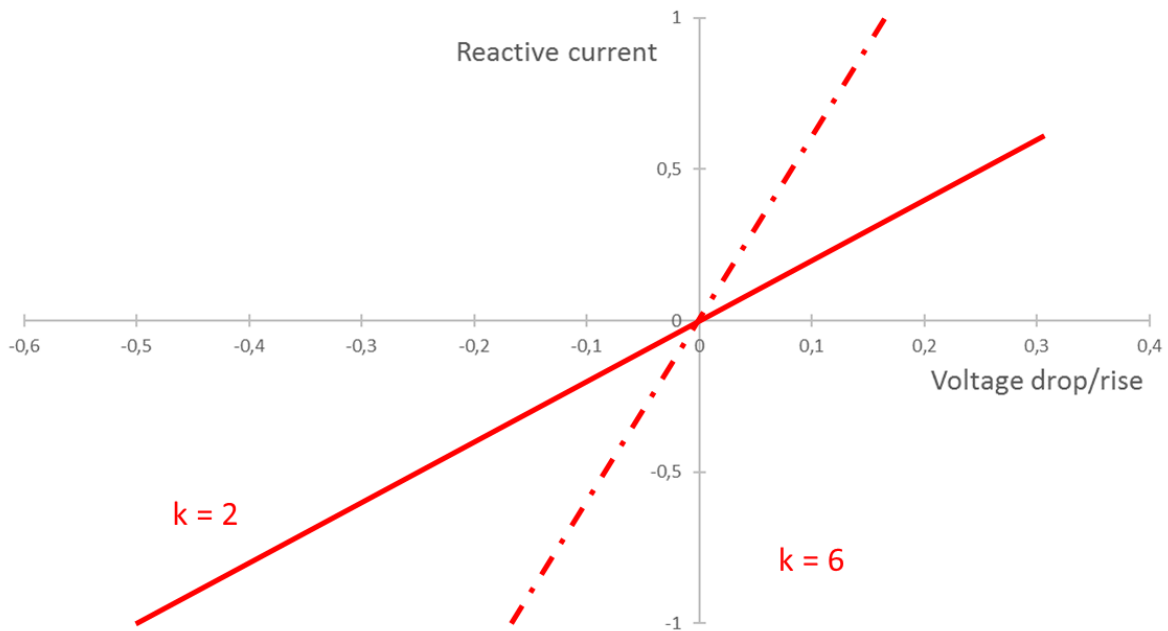 1
Reactive current
0,5
0
-0,6 -0,5 -0,4 -0,3 -0,2 -0,1 0 0,1 0,2 0,3 0,4
Voltage drop/rise
-0,5
k = 2
k = 6
-1